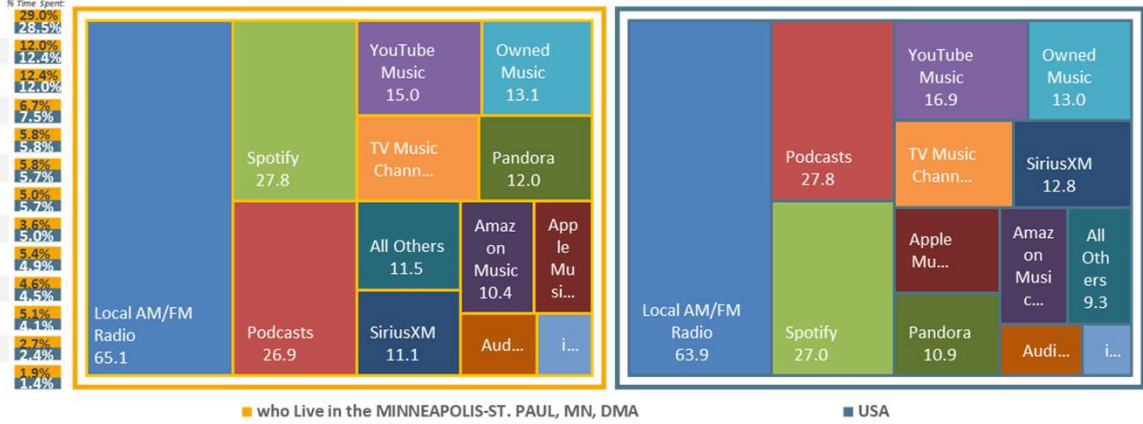 % Time Spent:
29.0%
28.5%
12.0%
12.4%
12.4%
12.0%
6.7%
7.5%
5.8%
5.8%
5.8%
5.7%
5.0%
5.7%
3.6%
5.0%
5.4%
4.9%
4.6%
4.5%
5.1%
4.1%
2.7%
2.4%
1.9%
1.4%
Local AM/FM
Radio
65.1
Spotify
27.8
Podcasts
26.9
YouTube
Music
15.0
Owned
Music
13.1
TV Music
Chann...
Pandora
12.0
All Others
11.5
SiriusXM
11.1
Amaz
on
Music
10.4
App
le
Mu
si...
Aud...
i...
Local AM/FM
Radio
63.9
Podcasts
27.8
Spotify
27.0
YouTube
Music
16.9
Owned
Music
13.0
TV Music
Chann...
SiriusXM
12.8
Apple
Mu...
Pandora
10.9
Amaz
on
Musi
c...
All
Oth
ers
9.3
Audi...
i...
who Live in the MINNEAPOLIS-ST. PAUL, MN, DMA
USA